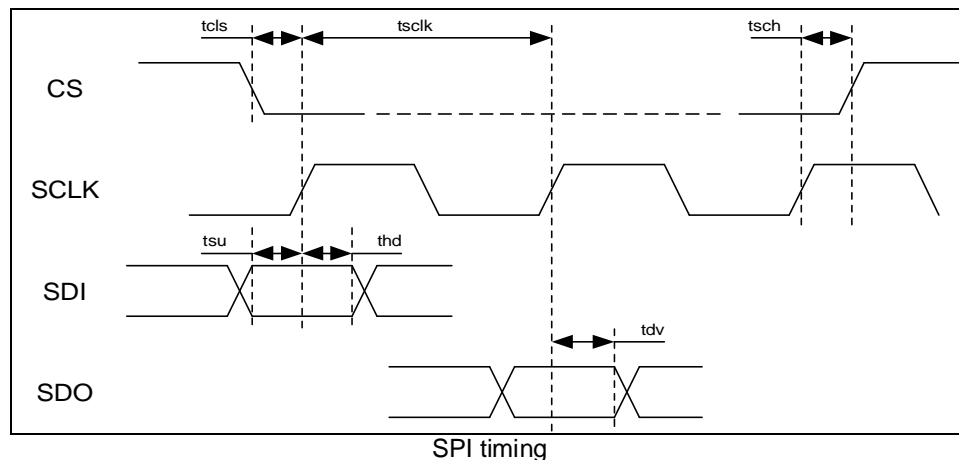 tcls tsclk tsch
CS
SCLK
tsu thd
SDI
tdv
SDO
SPI timing